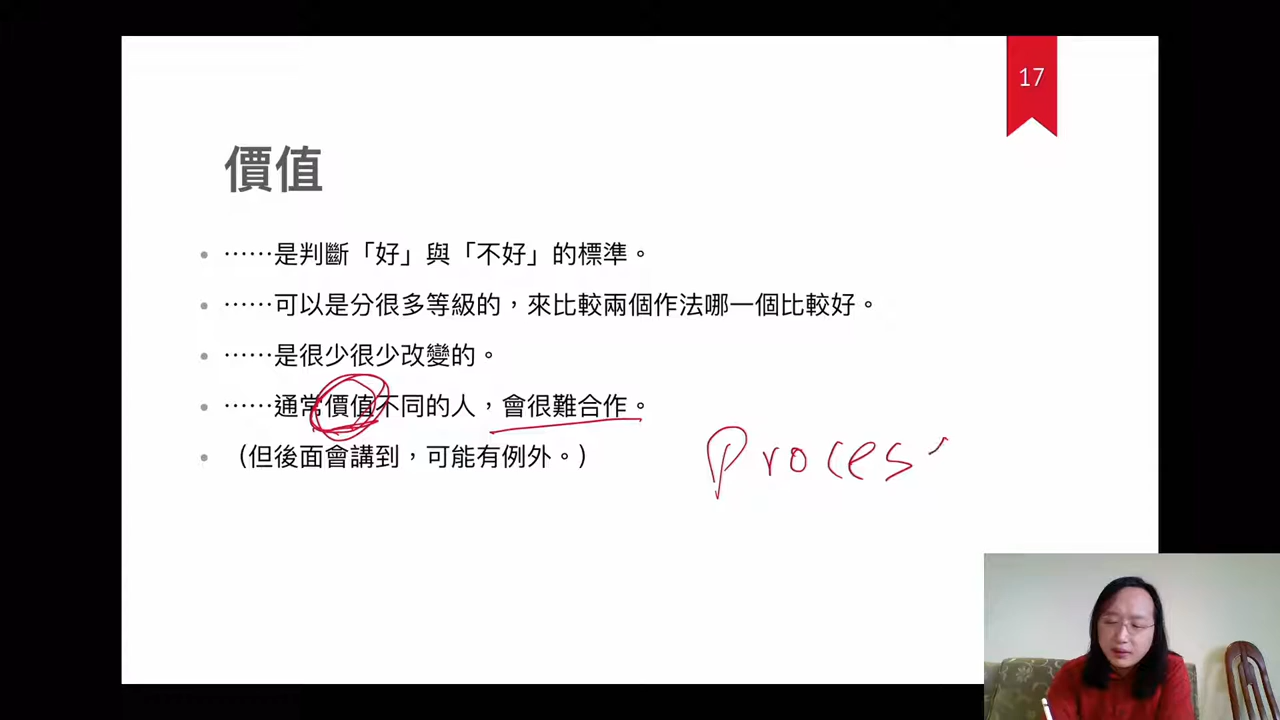 17
價值
……是判斷「好」與「不好」的標準。
……可以是分很多等級的，來比較兩個作法哪一個比較好。
……是很少很少改變的。
……通常價值不同的人，會很難合作。
（但後面會講到，可能有例外。）
Proces